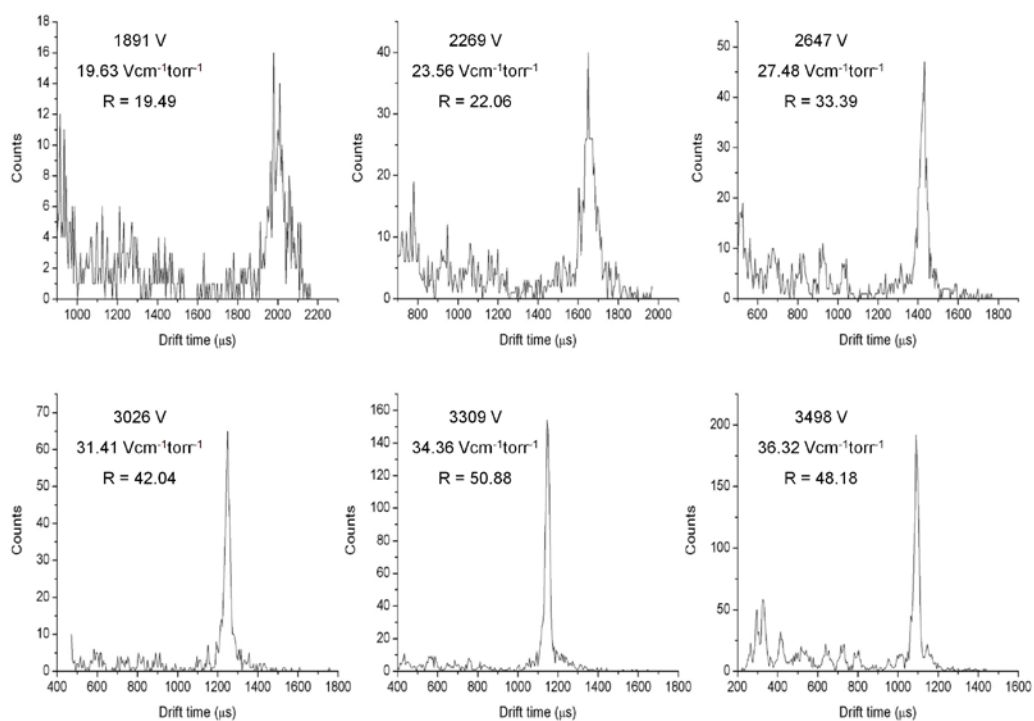 1891 V
19.63 Vcm⁻¹torr⁻¹
R = 19.49
Counts
18
16
14
12
10
8
6
4
2
0
1000 1200 1400 1600 1800 2000 2200
Drift time (μs)
2269 V
23.56 Vcm⁻¹torr⁻¹
R = 22.06
Counts
40
30
20
10
0
800 1000 1200 1400 1600 1800 2000
Drift time (μs)
2647 V
27.48 Vcm⁻¹torr⁻¹
R = 33.39
Counts
50
40
30
20
10
0
600 800 1000 1200 1400 1600 1800
Drift time (μs)
3026 V
31.41 Vcm⁻¹torr⁻¹
R = 42.04
Counts
70
60
50
40
30
20
10
0
400 600 800 1000 1200 1400 1600 1800
Drift time (μs)
3309 V
34.36 Vcm⁻¹torr⁻¹
R = 50.88
Counts
160
140
120
100
80
60
40
20
0
400 600 800 1000 1200 1400 1600 1800
Drift time (μs)
3498 V
36.32 Vcm⁻¹torr⁻¹
R = 48.18
Counts
200
150
100
50
0
200 400 600 800 1000 1200 1400 1600
Drift time (μs)